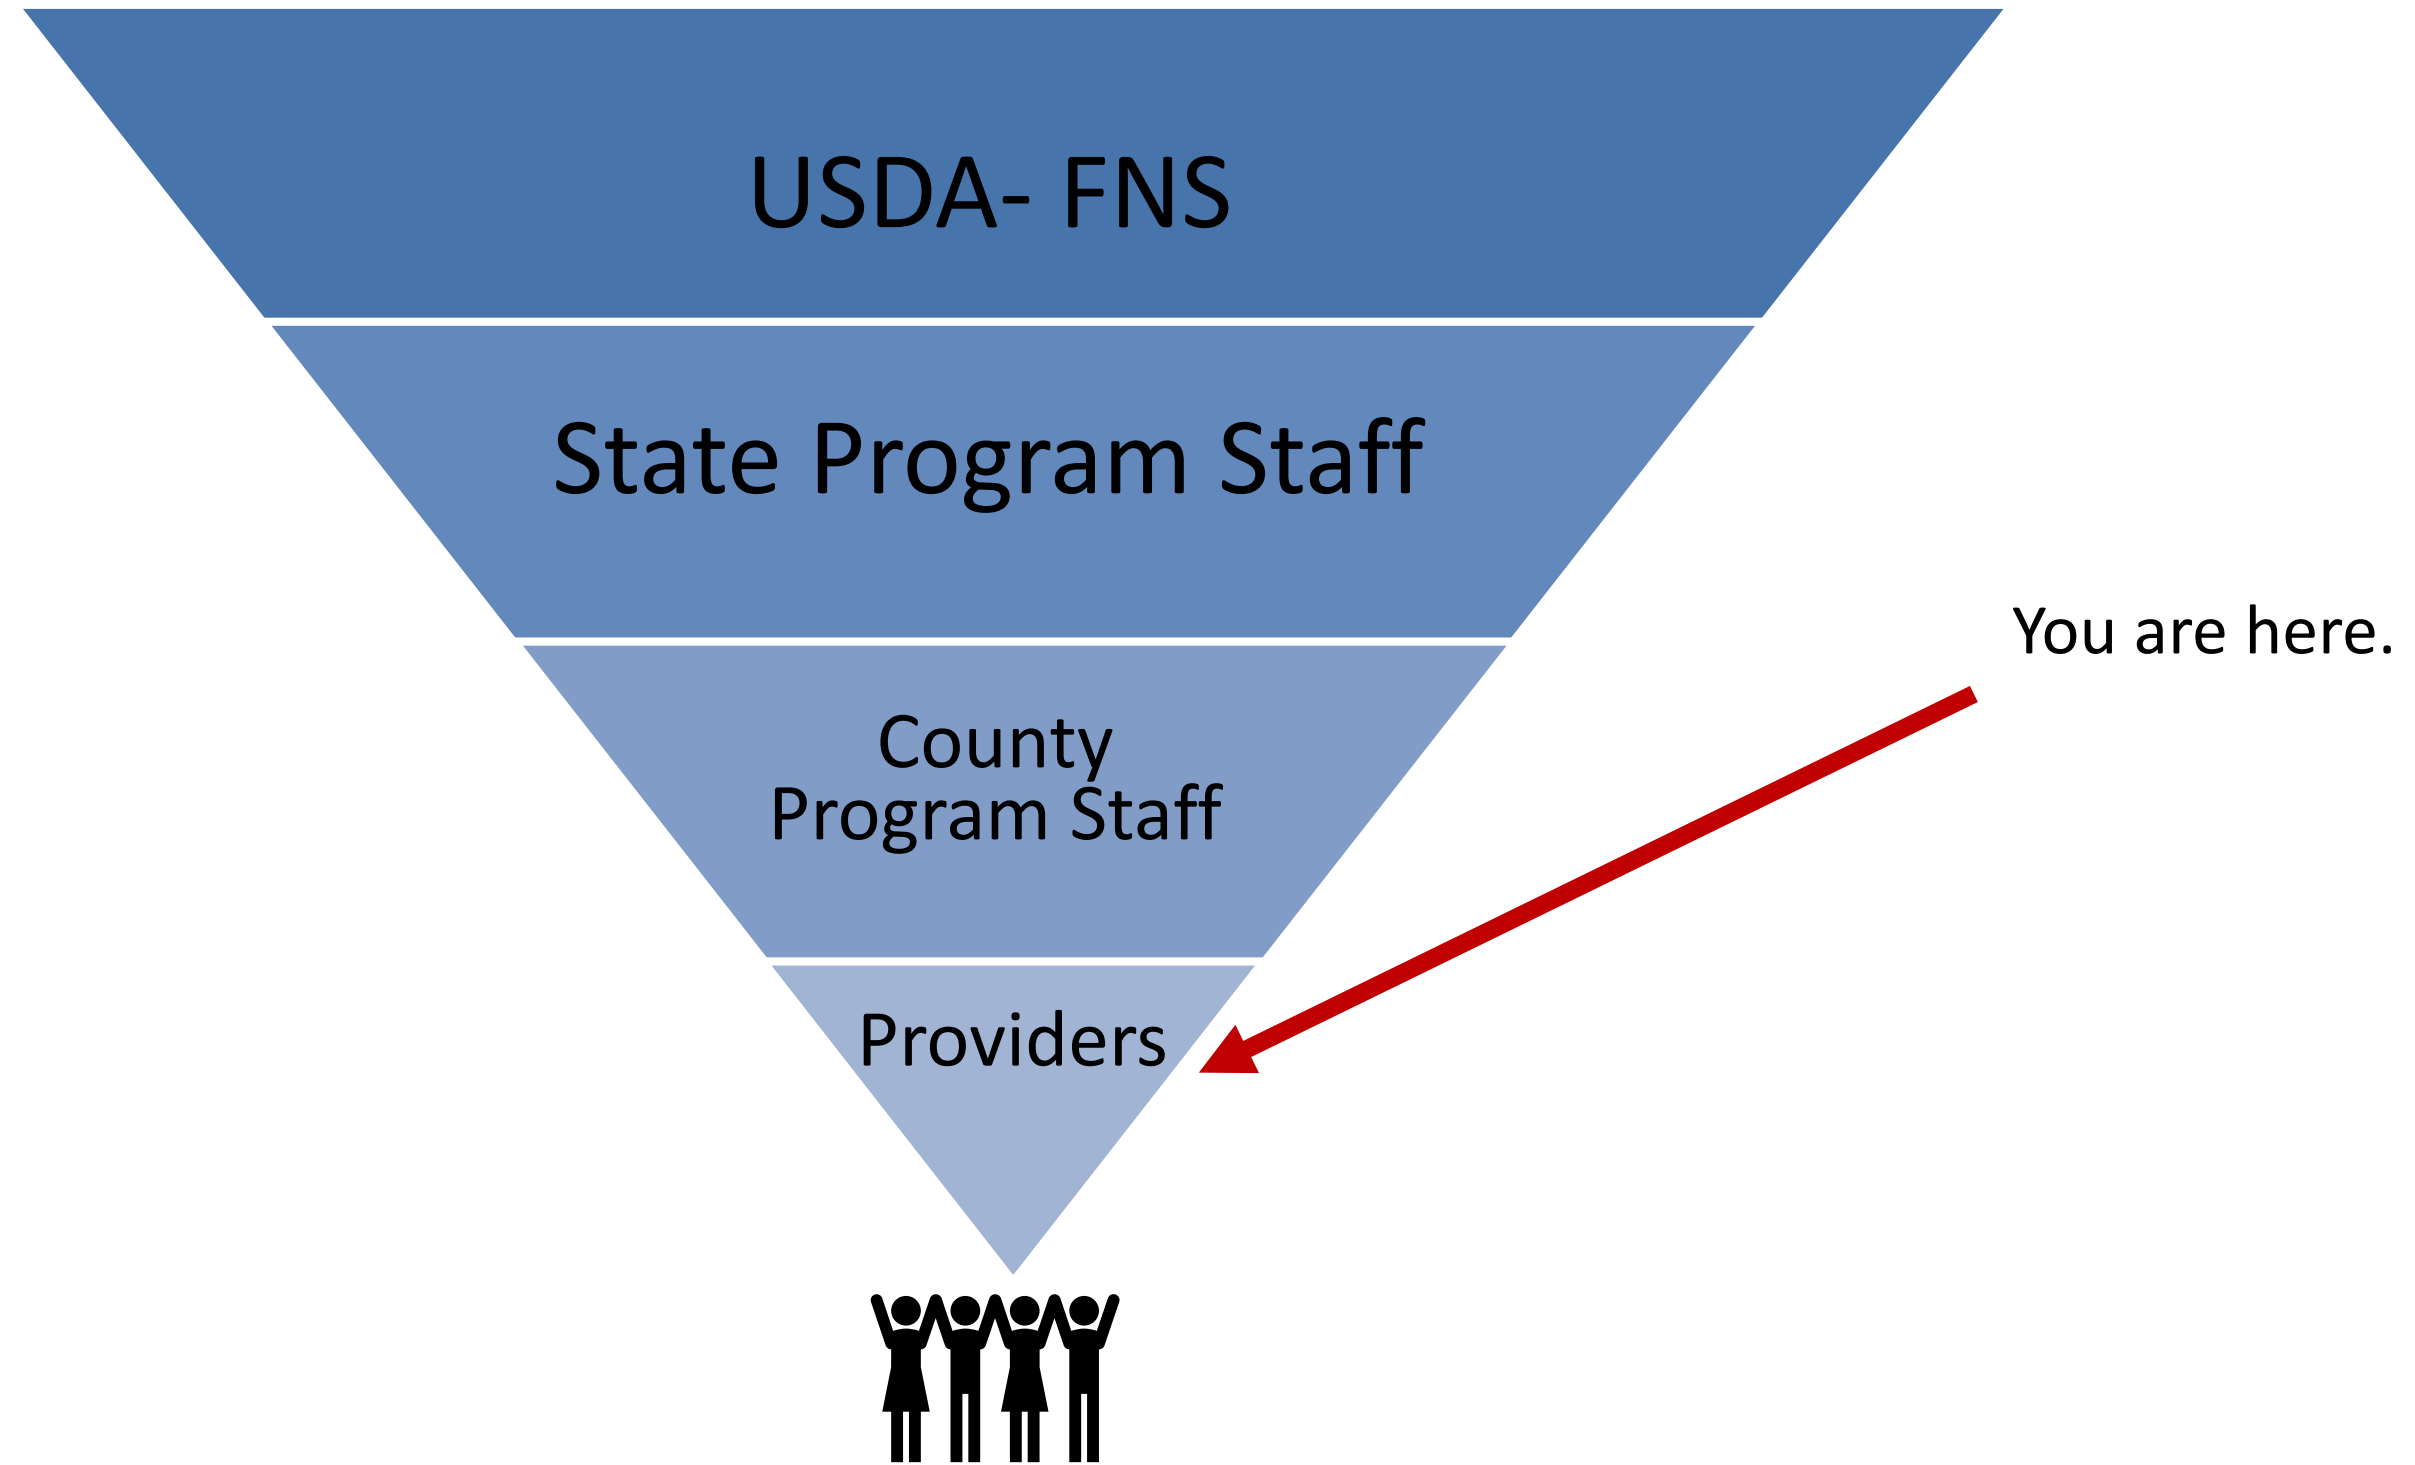 USDA- FNS
State Program Staff
You are here.
County
Program Staff
Providers